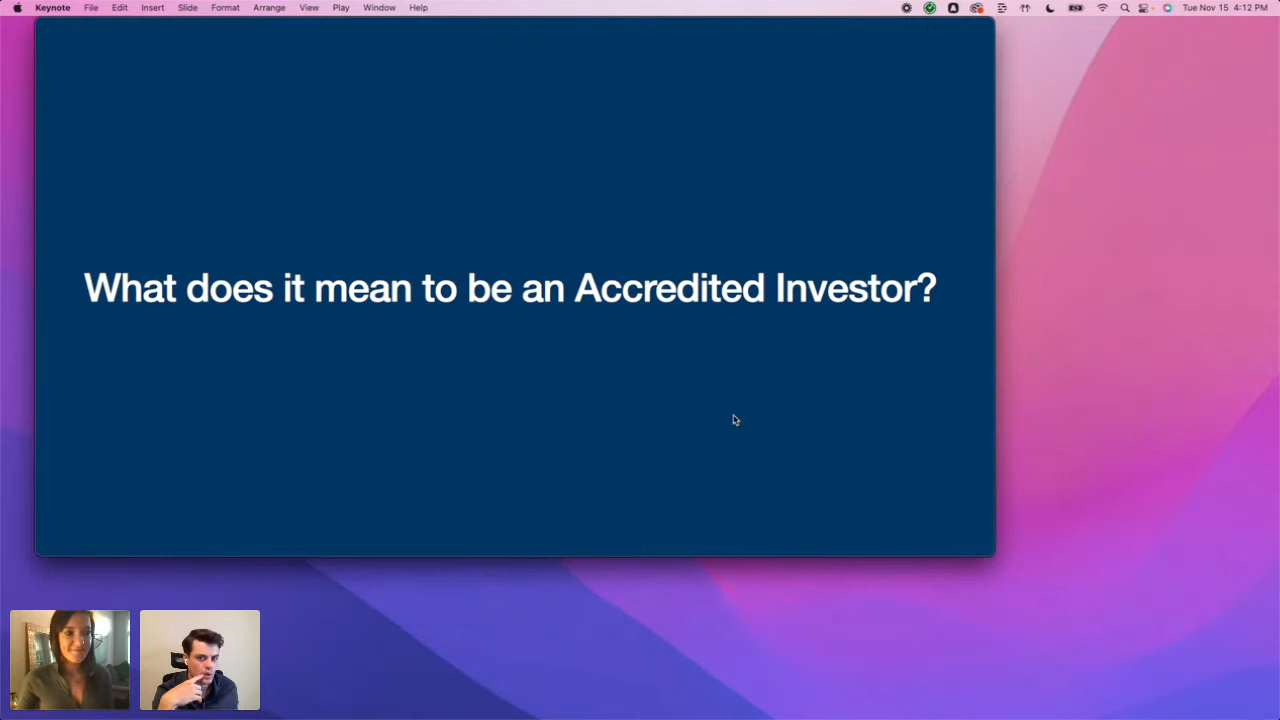 Keynote File Edit Insert Slide Format Arrange View Play Window Help Tue Nov 15 4:12 PM
What does it mean to be an Accredited Investor?